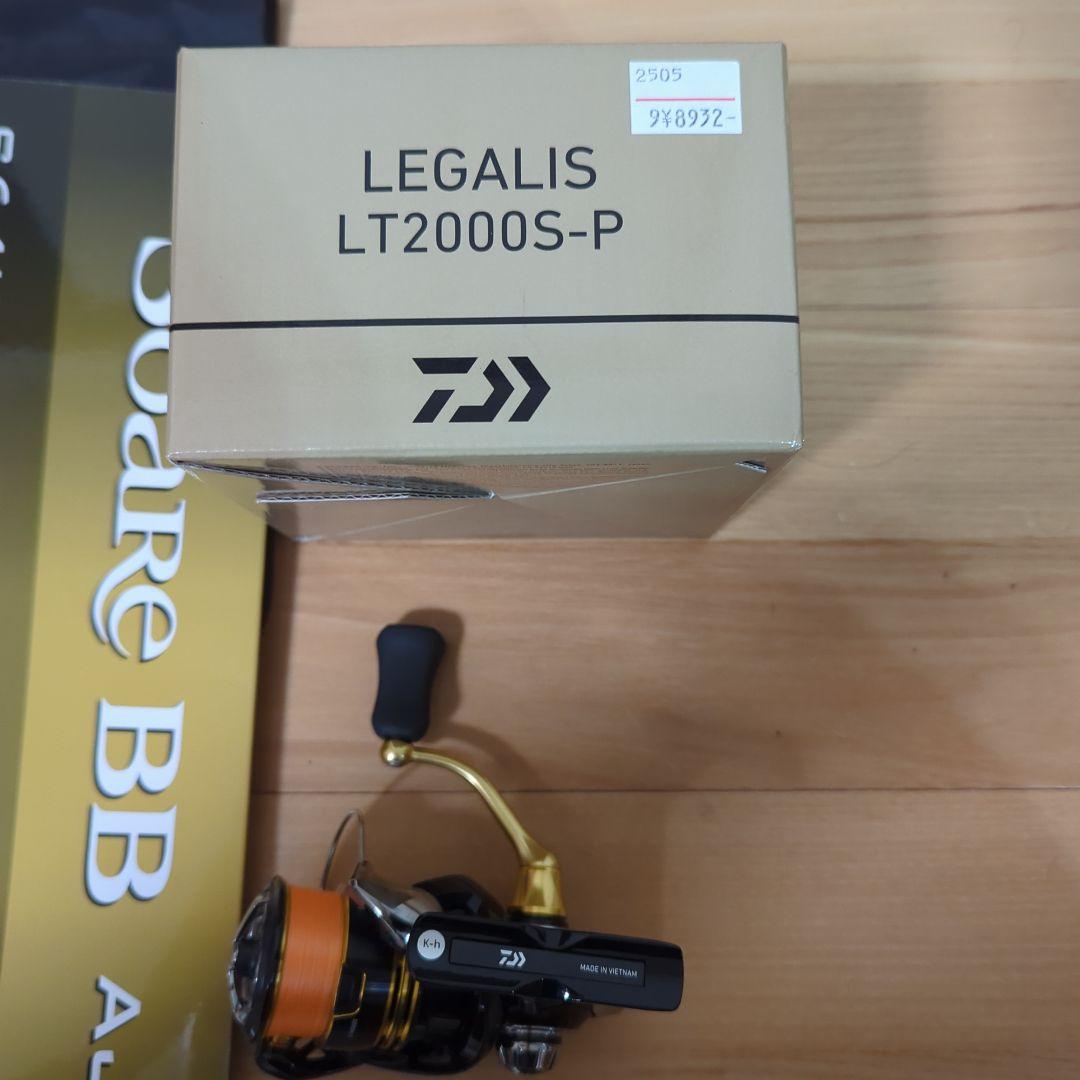 2505
9¥8932-
LEGALIS
LT2000S-P
SoaRe BB
K-h
MADE IN VIETNAM